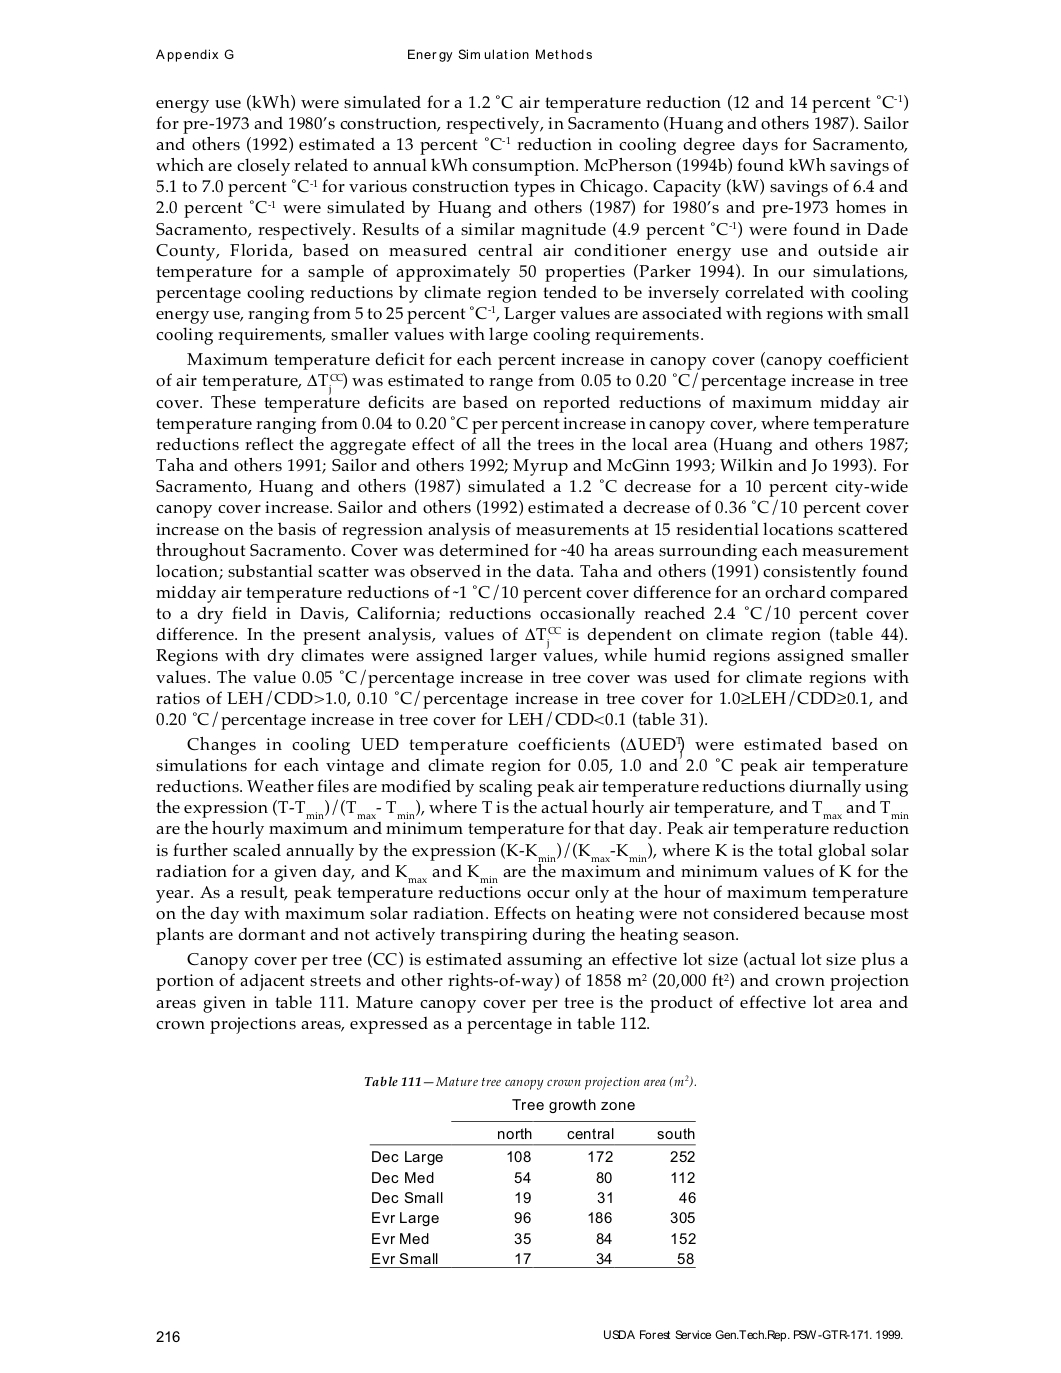 Appendix G Energy Simulation Methods
energy use (kWh) were simulated for a 1.2 ˚C air temperature reduction (12 and 14 percent ˚C-1)
for pre-1973 and 1980’s construction, respectively, in Sacramento (Huang and others 1987). Sailor
and others (1992) estimated a 13 percent ˚C-1 reduction in cooling degree days for Sacramento,
which are closely related to annual kWh consumption. McPherson (1994b) found kWh savings of
5.1 to 7.0 percent ˚C-1 for various construction types in Chicago. Capacity (kW) savings of 6.4 and
2.0 percent ˚C-1 were simulated by Huang and others (1987) for 1980’s and pre-1973 homes in
Sacramento, respectively. Results of a similar magnitude (4.9 percent ˚C-1) were found in Dade
County, Florida, based on measured central air conditioner energy use and outside air
temperature for a sample of approximately 50 properties (Parker 1994). In our simulations,
percentage cooling reductions by climate region tended to be inversely correlated with cooling
energy use, ranging from 5 to 25 percent ˚C-1, Larger values are associated with regions with small
cooling requirements, smaller values with large cooling requirements.
Maximum temperature deficit for each percent increase in canopy cover (canopy coefficient
of air temperature, ΔTjCC) was estimated to range from 0.05 to 0.20 ˚C/percentage increase in tree
cover. These temperature deficits are based on reported reductions of maximum midday air
temperature ranging from 0.04 to 0.20 ˚C per percent increase in canopy cover, where temperature
reductions reflect the aggregate effect of all the trees in the local area (Huang and others 1987;
Taha and others 1991; Sailor and others 1992; Myrup and McGinn 1993; Wilkin and Jo 1993). For
Sacramento, Huang and others (1987) simulated a 1.2 ˚C decrease for a 10 percent city-wide
canopy cover increase. Sailor and others (1992) estimated a decrease of 0.36 ˚C/10 percent cover
increase on the basis of regression analysis of measurements at 15 residential locations scattered
throughout Sacramento. Cover was determined for ~40 ha areas surrounding each measurement
location; substantial scatter was observed in the data. Taha and others (1991) consistently found
midday air temperature reductions of ~1 ˚C/10 percent cover difference for an orchard compared
to a dry field in Davis, California; reductions occasionally reached 2.4 ˚C/10 percent cover
difference. In the present analysis, values of ΔTjCC is dependent on climate region (table 44).
Regions with dry climates were assigned larger values, while humid regions assigned smaller
values. The value 0.05 ˚C/percentage increase in tree cover was used for climate regions with
ratios of LEH/CDD>1.0, 0.10 ˚C/percentage increase in tree cover for 1.0≥LEH/CDD≥0.1, and
0.20 ˚C/percentage increase in tree cover for LEH/CDD<0.1 (table 31).
Changes in cooling UED temperature coefficients (ΔUEDTj) were estimated based on
simulations for each vintage and climate region for 0.05, 1.0 and 2.0 ˚C peak air temperature
reductions. Weather files are modified by scaling peak air temperature reductions diurnally using
the expression (T-Tmin)/(Tmax- Tmin), where T is the actual hourly air temperature, and Tmax and Tmin
are the hourly maximum and minimum temperature for that day. Peak air temperature reduction
is further scaled annually by the expression (K-Kmin)/(Kmax-Kmin), where K is the total global solar
radiation for a given day, and Kmax and Kmin are the maximum and minimum values of K for the
year. As a result, peak temperature reductions occur only at the hour of maximum temperature
on the day with maximum solar radiation. Effects on heating were not considered because most
plants are dormant and not actively transpiring during the heating season.
Canopy cover per tree (CC) is estimated assuming an effective lot size (actual lot size plus a
portion of adjacent streets and other rights-of-way) of 1858 m2 (20,000 ft2) and crown projection
areas given in table 111. Mature canopy cover per tree is the product of effective lot area and
crown projections areas, expressed as a percentage in table 112.
Table 111—Mature tree canopy crown projection area (m2).
Tree growth zone
north central south
Dec Large 108 172 252
Dec Med 54 80 112
Dec Small 19 31 46
Evr Large 96 186 305
Evr Med 35 84 152
Evr Small 17 34 58
216 USDA Forest Service Gen.Tech.Rep. PSW-GTR-171. 1999.